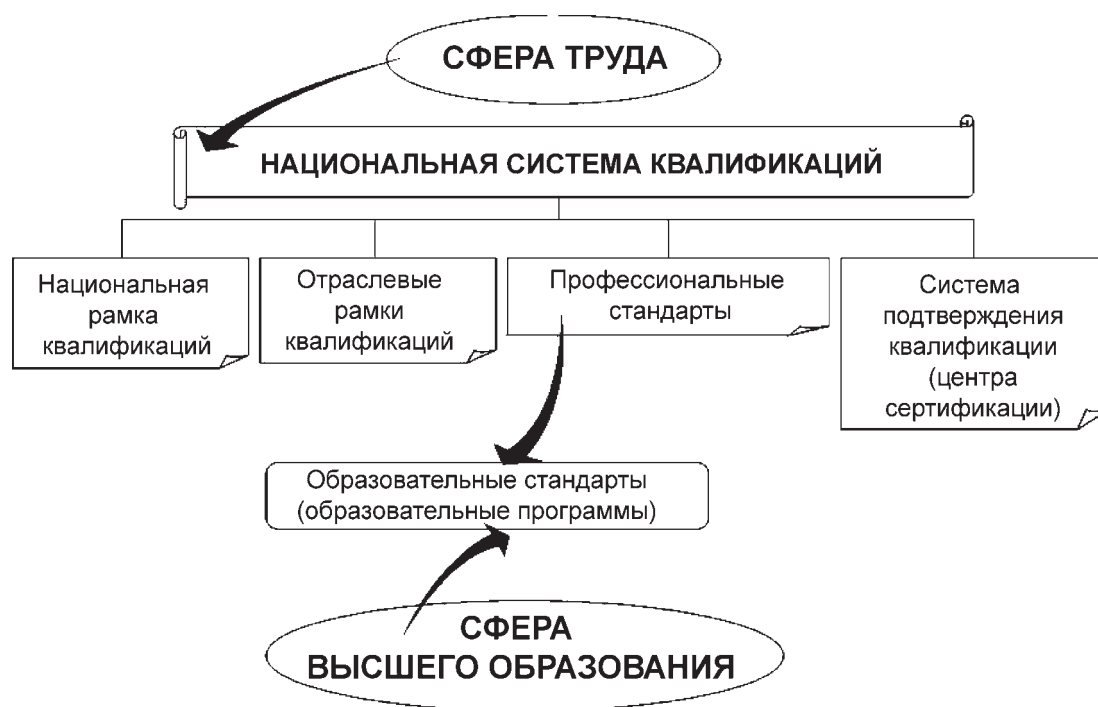 СФЕРА ТРУДА
НАЦИОНАЛЬНАЯ СИСТЕМА КВАЛИФИКАЦИЙ
Национальная
рамка
квалификаций
Отраслевые
рамки
квалификаций
Профессиональные
стандарты
Система
подтверждения
квалификации
(центра
сертификации)
Образовательные стандарты
(образовательные программы)
СФЕРА
ВЫСШЕГО ОБРАЗОВАНИЯ